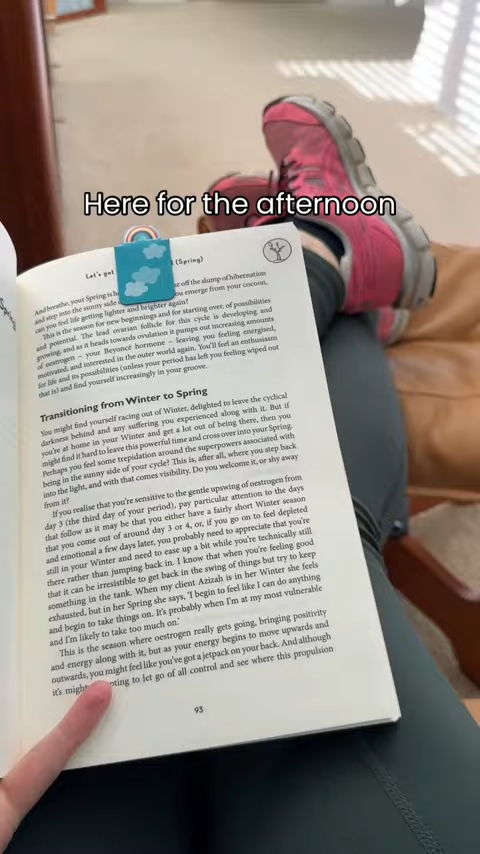 Here for the afternoon
Let's get (Spring)
And breathe, your Spring is h e off the slump of hibernation
and step into the sunny side ou emerge from your cocoon,
can you feel life getting lighter and brighter again?
This is the season for new beginnings and for starting over, of possibilities
and potential. The lead ovarian follicle for this cycle is developing and
growing, and as it heads towards ovulation it pumps out increasing amounts
of oestrogen – your Beyoncé hormone – leaving you feeling energised,
motivated, and interested in the outer world again. You'll feel an enthusiasm
for life and its possibilities (unless your period has left you feeling wiped out
that is) and find yourself increasingly in your groove.
Transitioning from Winter to Spring
You might find yourself racing out of Winter, delighted to leave the cyclical
darkness behind and any suffering you experienced along with it. But if
you're at home in your Winter and get a lot out of being there, then you
might find it hard to leave this powerful time and cross over into your Spring.
Perhaps you feel some trepidation around the superpowers associated with
being in the sunny side of your cycle? This is, after all, where you step back
into the light, and with that comes visibility. Do you welcome it, or shy away
from it?
If you realise that you're sensitive to the gentle upswing of oestrogen from
day 3 (the third day of your period), pay particular attention to the days
that follow as it may be that you either have a fairly short Winter season
that you come out of around day 3 or 4, or, if you go on to feel depleted
and emotional a few days later, you probably need to appreciate that you're
still in your Winter and need to ease up a bit while you're technically still
there rather than jumping back in. I know that when you're feeling good
that it can be irresistible to get back in the swing of things but try to keep
something in the tank. When my client Azizah is in her Winter she feels
exhausted, but in her Spring she says, 'I begin to feel like I can do anything
and begin to take things on. It's probably when I'm at my most vulnerable
and I'm likely to take too much on.'
This is the season where oestrogen really gets going, bringing positivity
and energy along with it, but as your energy begins to move upwards and
outwards, you might feel like you've got a jetpack on your back. And although
it's migh pting to let go of all control and see where this propulsion
93